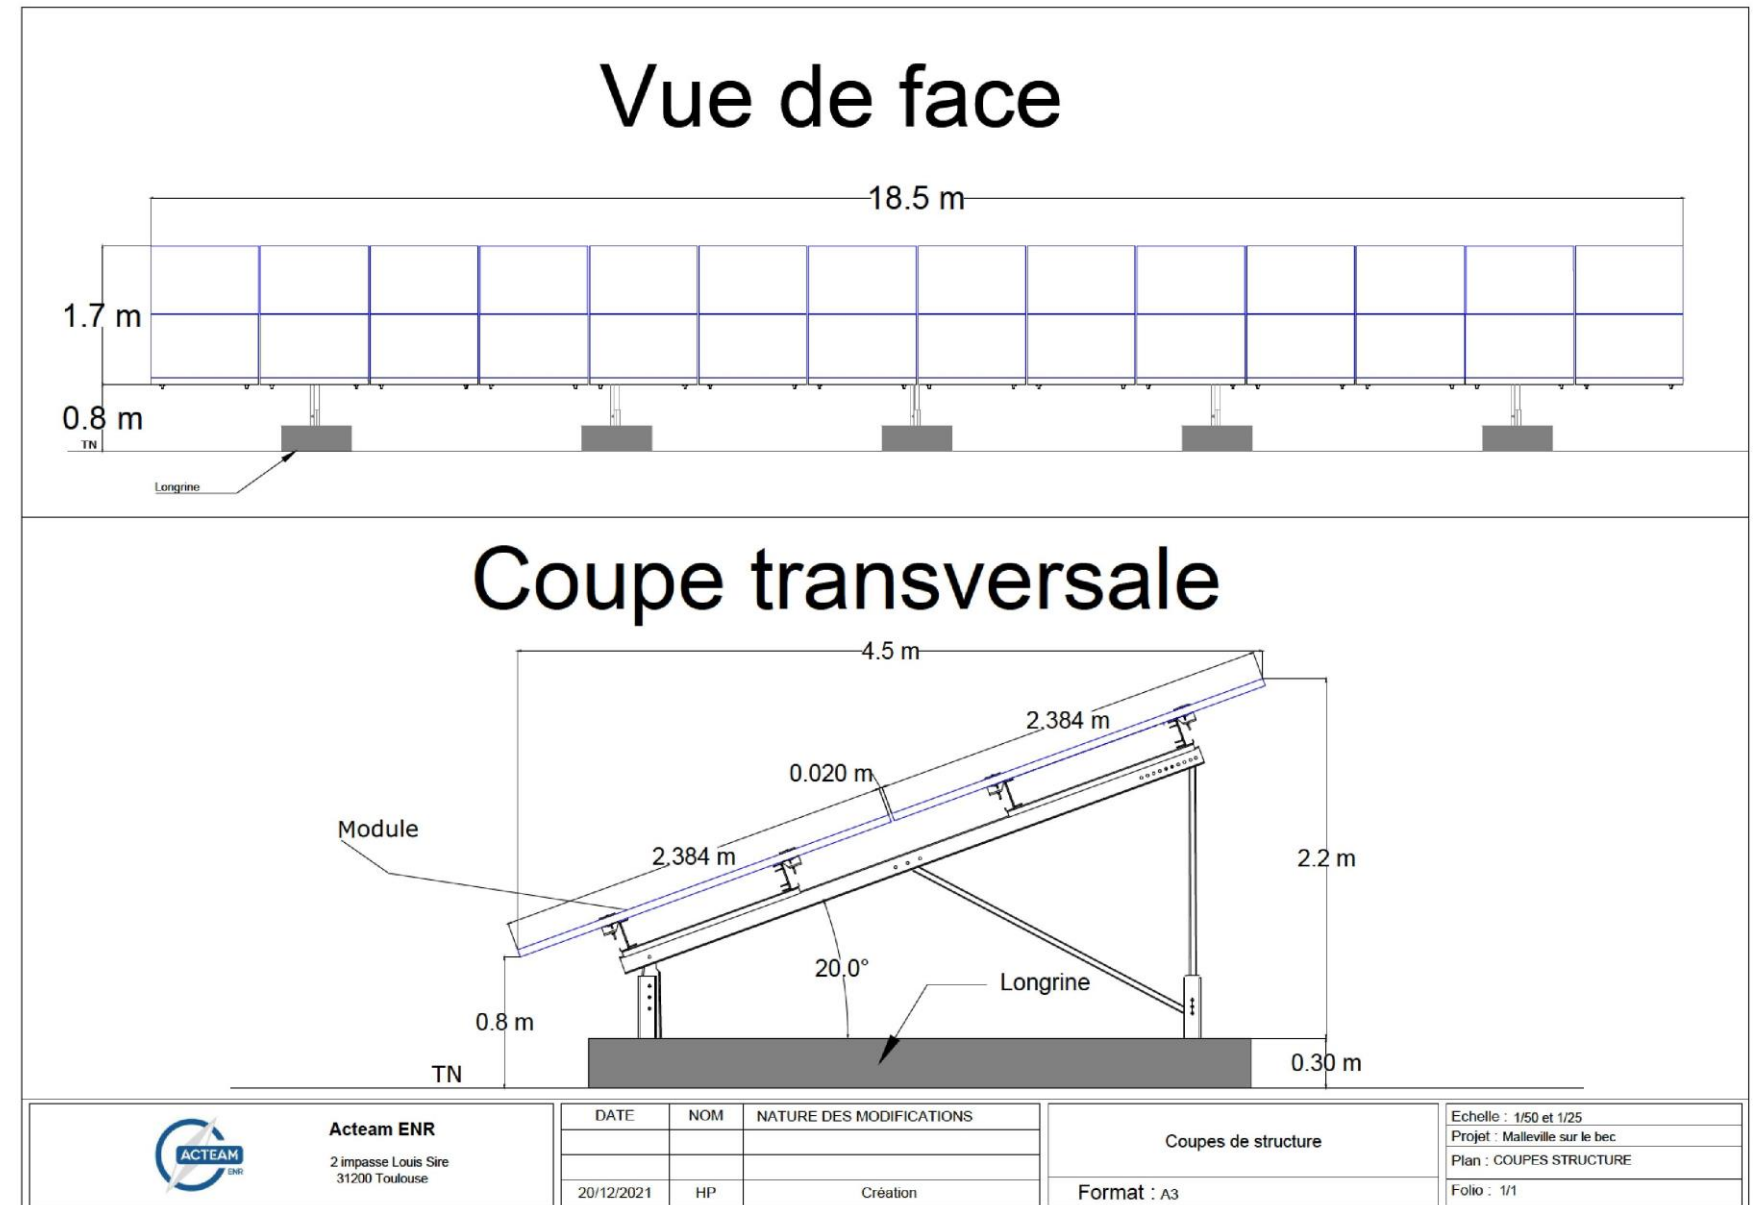 Vue de face
18.5 m
1.7 m
0.8 m
TN
Longrine
Coupe transversale
4.5 m
2.384 m
0.020 m
Module
2.384 m
2.2 m
20.0°
Longrine
0.8 m
0.30 m
TN
ACTEAM
ENR
Acteam ENR
2 impasse Louis Sire
31200 Toulouse
DATE NOM NATURE DES MODIFICATIONS
20/12/2021 HP Création
Coupes de structure
Format : A3
Echelle : 1/50 et 1/25
Projet : Malleville sur le bec
Plan : COUPES STRUCTURE
Folio : 1/1